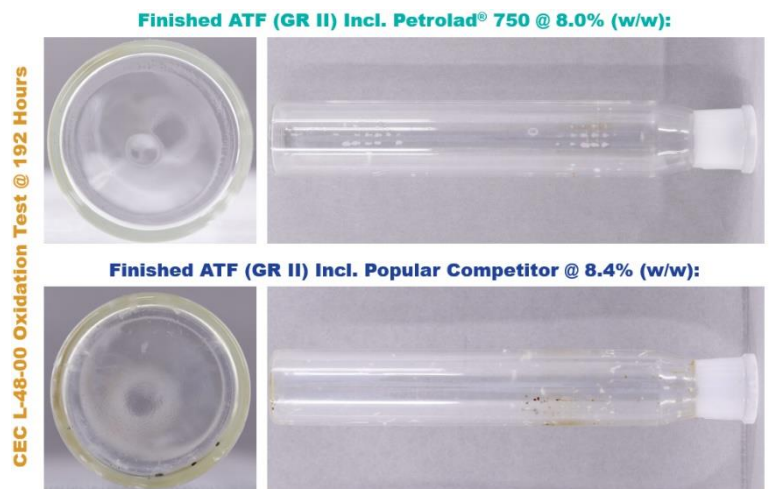 Finished ATF (GR II) Incl. Petrolad® 750 @ 8.0% (w/w):
CEC L-48-00 Oxidation Test @ 192 Hours
Finished ATF (GR II) Incl. Popular Competitor @ 8.4% (w/w):